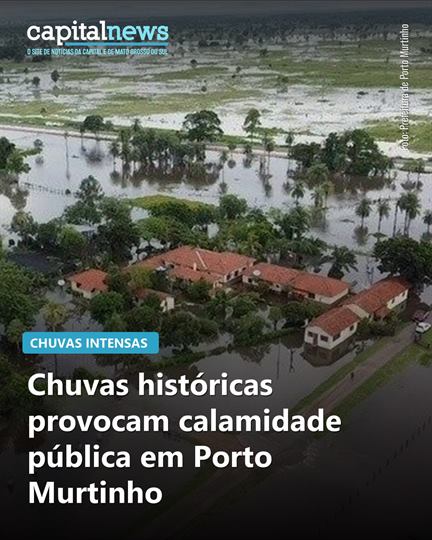 capitalnews
O SITE DE NOTÍCIAS DA CAPITAL E DE MATO GROSSO DO SUL
Foto: Prefeitura de Porto Murtinho
CHUVAS INTENSAS
Chuvas históricas
provocam calamidade
pública em Porto
Murtinho